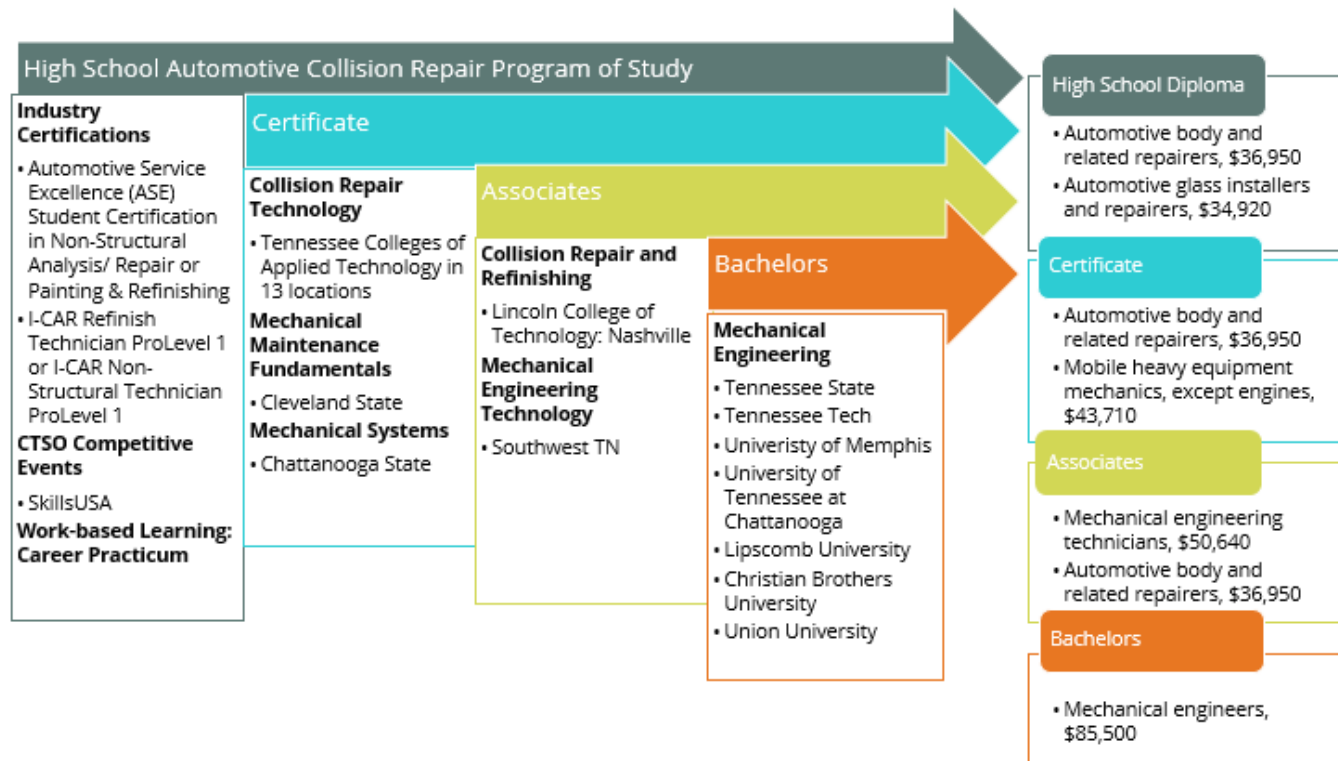 High School Automotive Collision Repair Program of Study
Industry
Certifications
• Automotive Service
Excellence (ASE)
Student Certification
in Non-Structural
Analysis/ Repair or
Painting & Refinishing
• I-CAR Refinish
Technician ProLevel 1
or I-CAR Non-
Structural Technician
ProLevel 1
CTSO Competitive
Events
• SkillsUSA
Work-based Learning:
Career Practicum
Certificate
Collision Repair
Technology
• Tennessee Colleges of
Applied Technology in
13 locations
Mechanical
Maintenance
Fundamentals
• Cleveland State
Mechanical Systems
• Chattanooga State
Associates
Collision Repair and
Refinishing
• Lincoln College of
Technology: Nashville
Mechanical
Engineering
Technology
• Southwest TN
Bachelors
Mechanical
Engineering
• Tennessee State
• Tennessee Tech
• Univeristy of Memphis
• University of
Tennessee at
Chattanooga
• Lipscomb University
• Christian Brothers
University
• Union University
High School Diploma
• Automotive body and
related repairers, $36,950
• Automotive glass installers
and repairers, $34,920
Certificate
• Automotive body and
related repairers, $36,950
• Mobile heavy equipment
mechanics, except engines,
$43,710
Associates
• Mechanical engineering
technicians, $50,640
• Automotive body and
related repairers, $36,950
Bachelors
• Mechanical engineers,
$85,500